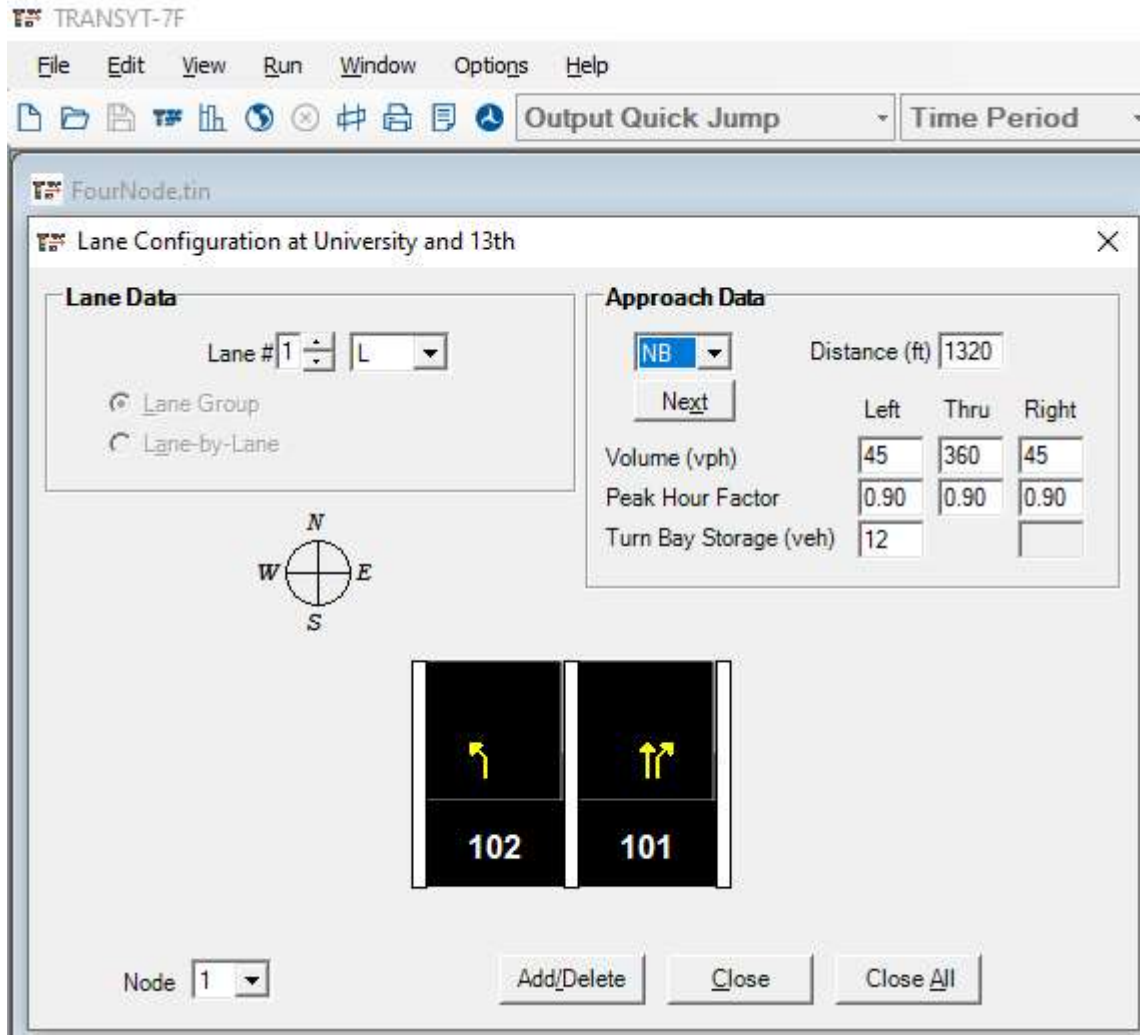 TRANSYT-7F
File Edit View Run Window Options Help
Output Quick Jump Time Period
FourNode.tin
Lane Configuration at University and 13th
Lane Data
Lane # 1 L
Lane Group
Lane-by-Lane
Approach Data
NB Distance (ft) 1320
Next Left Thru Right
Volume (vph) 45 360 45
Peak Hour Factor 0.90 0.90 0.90
Turn Bay Storage (veh) 12
N
W E
S
102 101
Node 1 Add/Delete Close Close All